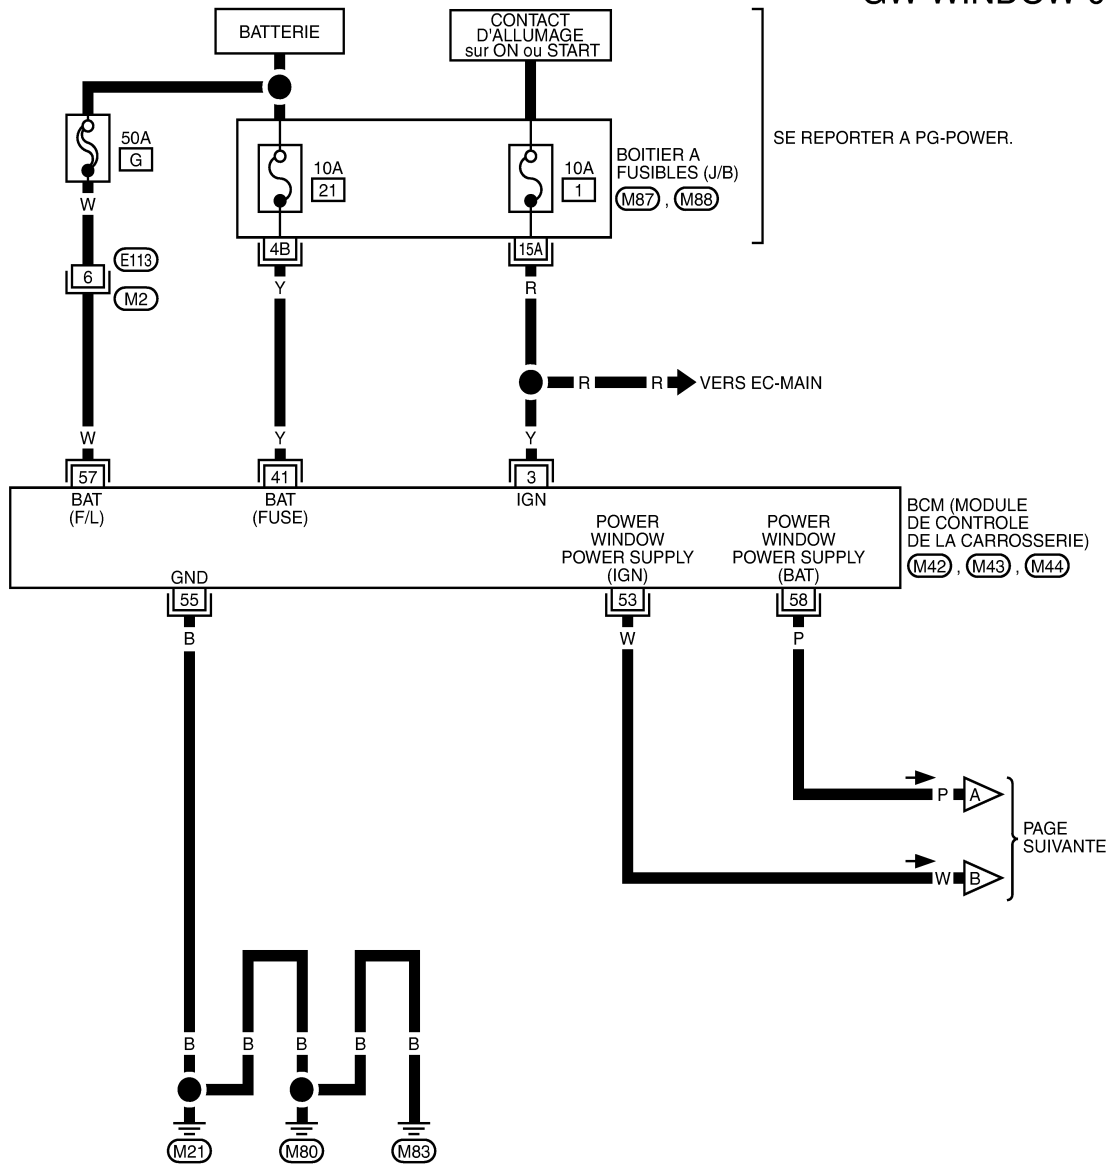 BATTERIE
CONTACT
D'ALLUMAGE
sur ON ou START
50A
G
10A
21
10A
1
BOITIER A
FUSIBLES (J/B)
M87 , M88
SE REPORTER A PG-POWER.
W
4B
15A
6
E113
M2
Y
R
R
R
VERS EC-MAIN
W
Y
Y
57
41
3
BAT
(F/L)
BAT
(FUSE)
IGN
POWER
WINDOW
POWER SUPPLY
(IGN)
POWER
WINDOW
POWER SUPPLY
(BAT)
BCM (MODULE
DE CONTROLE
DE LA CARROSSERIE)
M42 , M43 , M44
GND
55
53
58
B
W
P
P
A
W
B
PAGE
SUIVANTE
B
B
B
B
B
M21
M80
M83